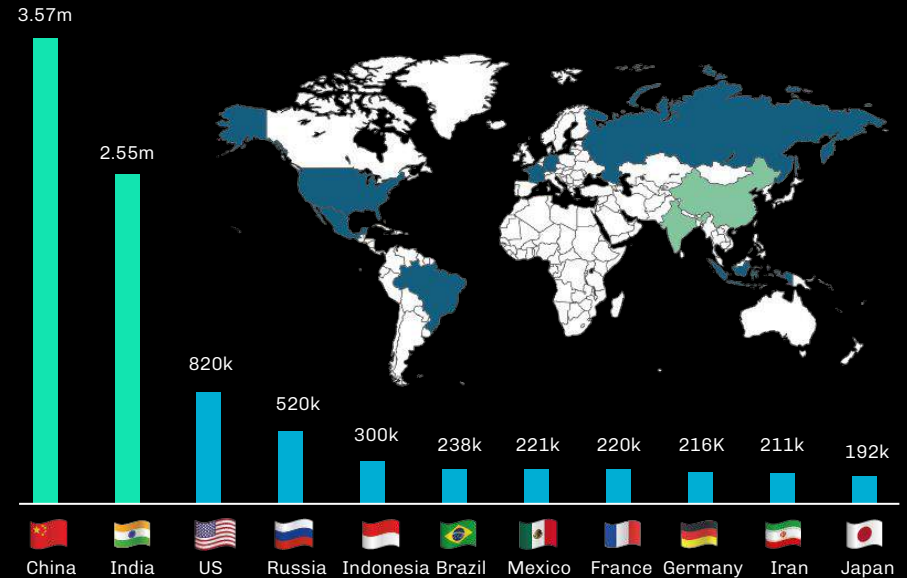 3.57m
2.55m
820k
520k
300k
238k
221k
220k
216K
211k
192k
China India US Russia Indonesia Brazil Mexico France Germany Iran Japan